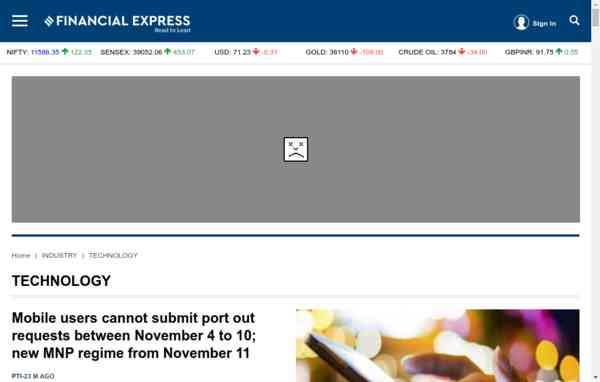 FINANCIAL EXPRESS
Read to Lead
Sign In
NIFTY: 11586.35 122.35 SENSEX: 39052.06 453.07 USD: 71.23 -0.31 GOLD: 38110 -108.00 CRUDE OIL: 3784 -34.00 GBPINR: 91.75 0.55
Home | INDUSTRY | TECHNOLOGY
TECHNOLOGY
Mobile users cannot submit port out
requests between November 4 to 10;
new MNP regime from November 11
PTI-23 M AGO